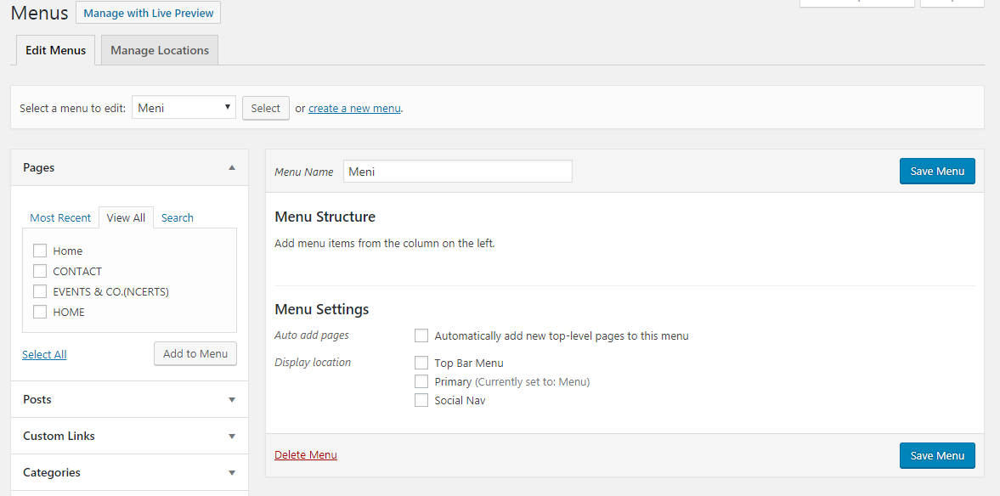 Menus Manage with Live Preview
Edit Menus Manage Locations
Select a menu to edit: Meni Select or create a new menu.
Pages
Most Recent View All Search
Home
CONTACT
EVENTS & CO.(NCERTS)
HOME
Select All Add to Menu
Posts
Custom Links
Categories
Menu Name Meni Save Menu
Menu Structure
Add menu items from the column on the left.
Menu Settings
Auto add pages Automatically add new top-level pages to this menu
Display location Top Bar Menu
Primary (Currently set to: Menu)
Social Nav
Delete Menu Save Menu